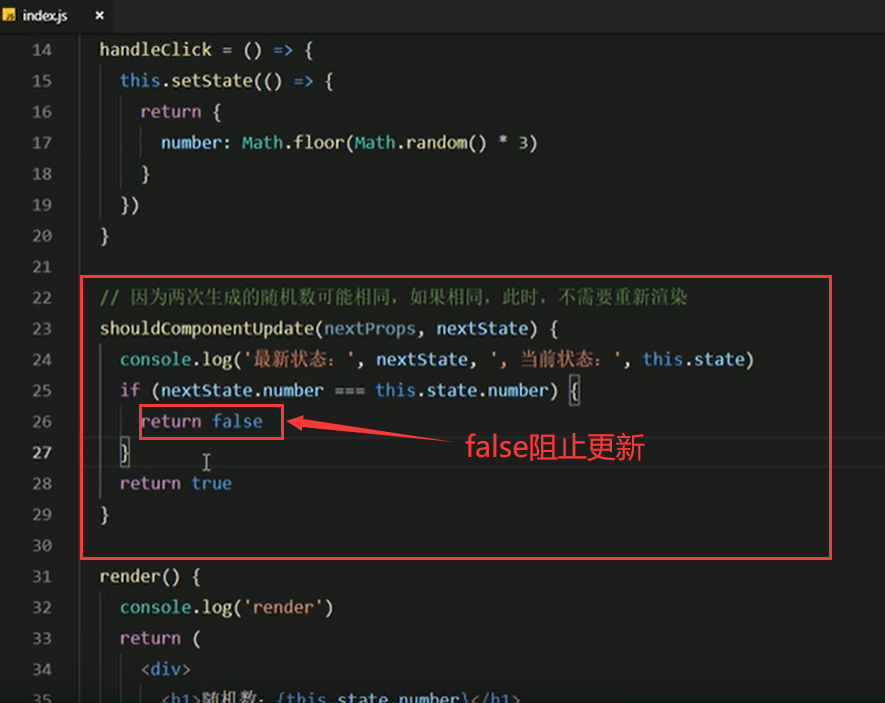 index.js ×
14 handleClick = () => {
15 this.setState(() => {
16 return {
17 number: Math.floor(Math.random() * 3)
18 }
19 })
20 }
21
22 // 因为两次生成的随机数可能相同，如果相同，此时，不需要重新渲染
23 shouldComponentUpdate(nextProps, nextState) {
24 console.log('最新状态：', nextState, ', 当前状态：', this.state)
25 if (nextState.number === this.state.number) {
26 return false
false阻止更新
27 }
28 return true
29 }
30
31 render() {
32 console.log('render')
33 return (
34 <div>
35 <h1>随机数：{this.state.number}</h1>